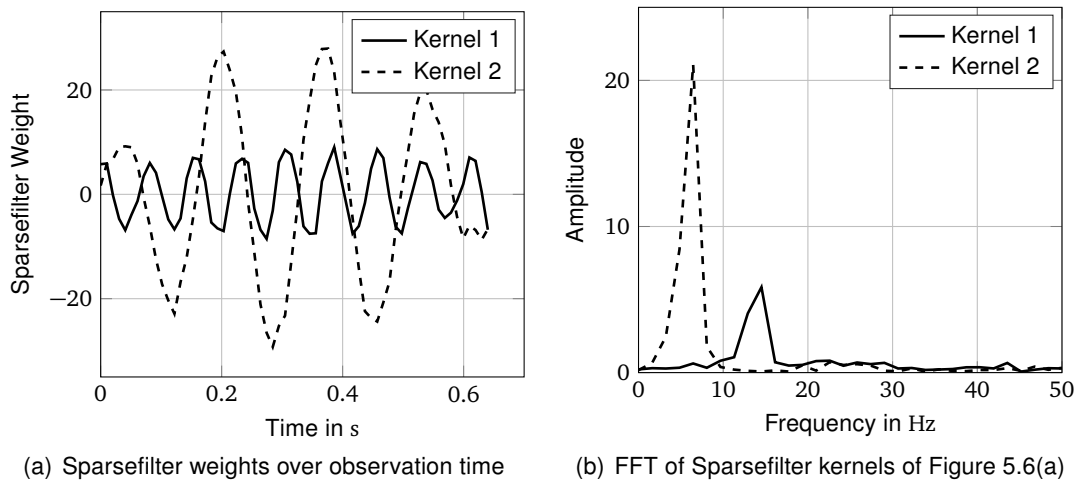 Kernel 1
Kernel 2
20
0
−20
Sparsefilter Weight
0
0.2
0.4
0.6
Time in s
(a) Sparsefilter weights over observation time
Kernel 1
Kernel 2
20
10
0
Amplitude
0
10
20
30
40
50
Frequency in Hz
(b) FFT of Sparsefilter kernels of Figure 5.6(a)